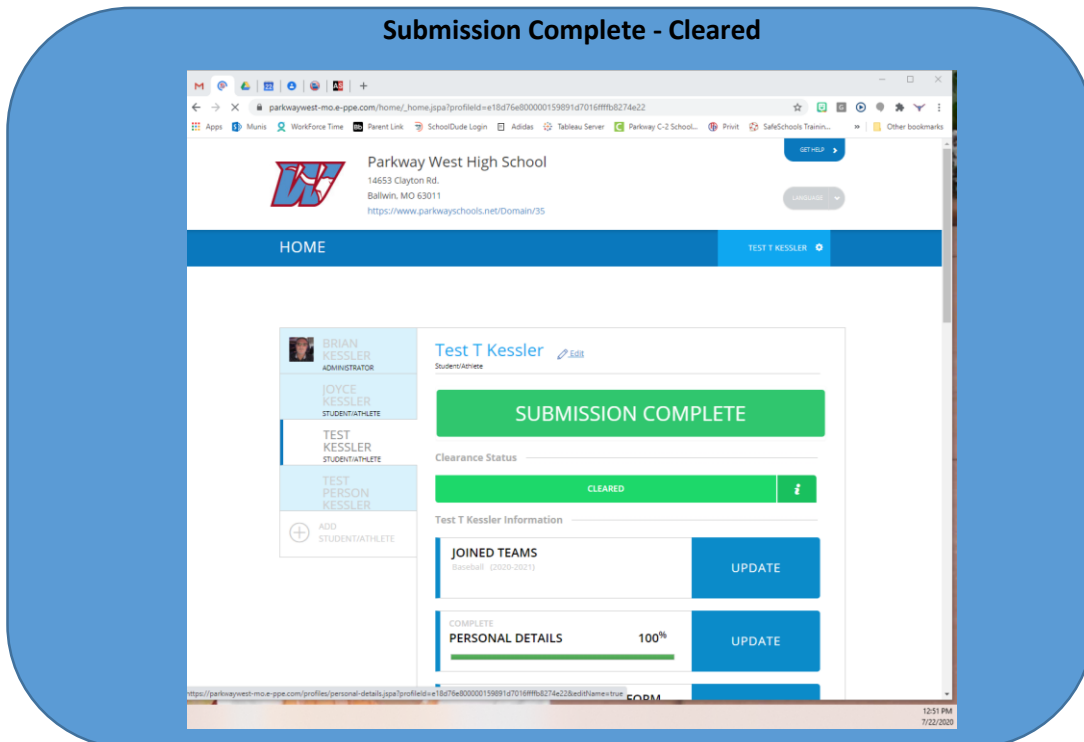 Submission Complete - Cleared
parkwaywest-mo.e-ppe.com/home/_home.jspa?profileId=e18d76e800000159891d7016ffffb8274e22
Apps Munis WorkForce Time Parent Link SchoolDude Login Adidas Tableau Server Parkway C-2 School... Privit SafeSchools Trainin... » Other bookmarks
GET HELP
Parkway West High School
14653 Clayton Rd.
Ballwin, MO 63011
LANGUAGE
https://www.parkwayschools.net/Domain/35
HOME
TEST T KESSLER
BRIAN
KESSLER
ADMINISTRATOR
JOYCE
KESSLER
STUDENT/ATHLETE
TEST
KESSLER
STUDENT/ATHLETE
TEST
PERSON
KESSLER
ADD
STUDENT/ATHLETE
Test T Kessler Edit
Student/Athlete
SUBMISSION COMPLETE
Clearance Status
CLEARED i
Test T Kessler Information
JOINED TEAMS
Baseball (2020-2021)
UPDATE
COMPLETE
PERSONAL DETAILS 100%
UPDATE
FORM
https://parkwaywest-mo.e-ppe.com/profiles/personal-details.jspa?profileId=e18d76e800000159891d7016ffffb8274e22&editName=true
12:51 PM
7/22/2020